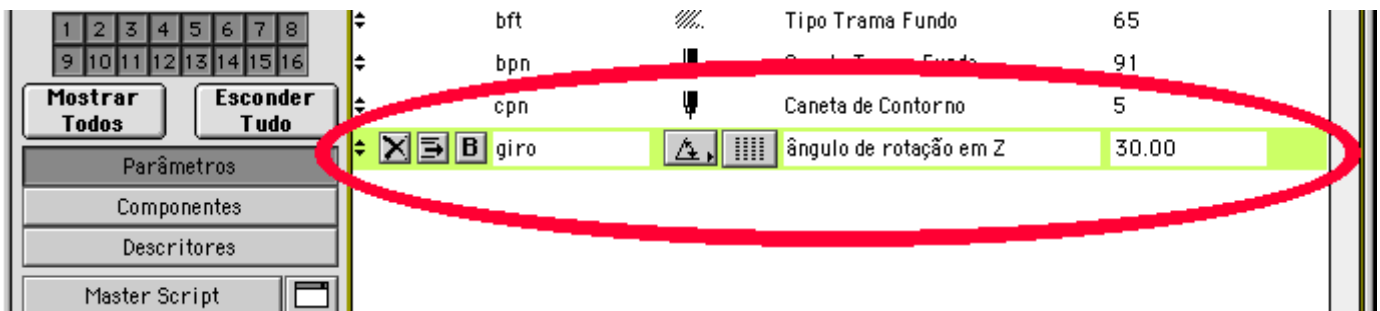 1 2 3 4 5 6 7 8
9 10 11 12 13 14 15 16
Mostrar Todos
Esconder Tudo
Parâmetros
Componentes
Descritores
Master Script
bft Tipo Trama Fundo 65
bpn 91
cpn Caneta de Contorno 5
B giro ângulo de rotação em Z 30.00